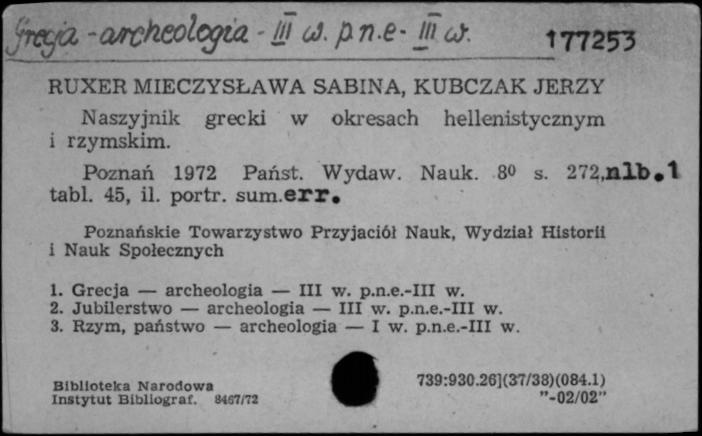 Grecja - archeologia - III w. p.n.e - III w. 177253
RUXER MIECZYSŁAWA SABINA, KUBCZAK JERZY
Naszyjnik grecki w okresach hellenistycznym
i rzymskim.
Poznań 1972 Państ. Wydaw. Nauk. 8⁰ s. 272,nlb.1
tabl. 45, il. portr. sum.err.
Poznańskie Towarzystwo Przyjaciół Nauk, Wydział Historii
i Nauk Społecznych
1. Grecja — archeologia — III w. p.n.e.-III w.
2. Jubilerstwo — archeologia — III w. p.n.e.-III w.
3. Rzym, państwo — archeologia — I w. p.n.e.-III w.
Biblioteka Narodowa 739:930.26](37/38)(084.1)
Instytut Bibliograf. 8467/72 "-02/02"